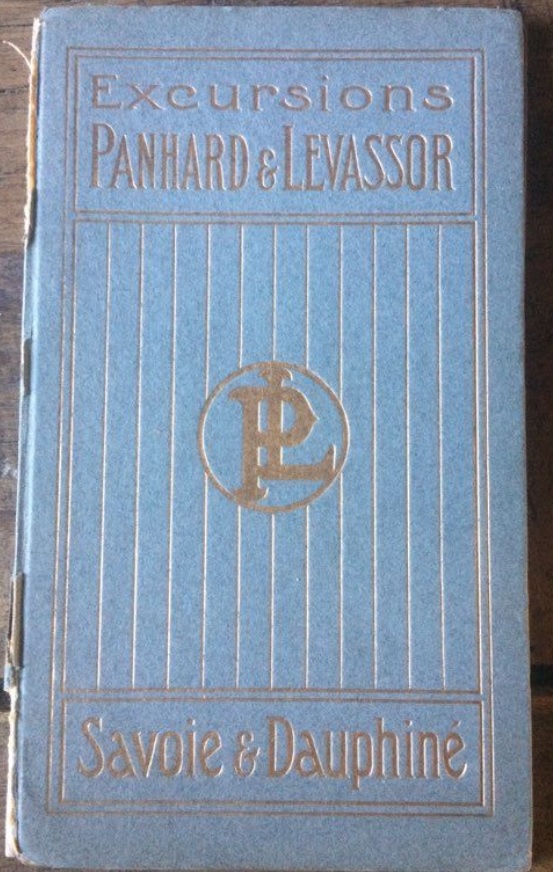 Excursions
PANHARD & LEVASSOR
PL
Savoie & Dauphiné